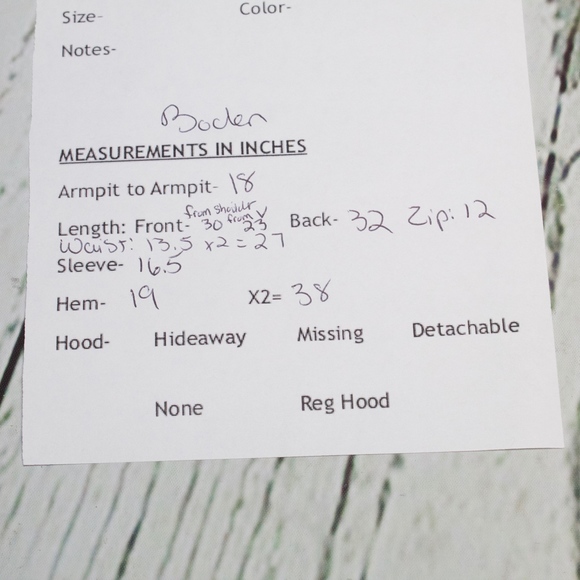 Size- Color-
Notes-
Boden
MEASUREMENTS IN INCHES
Armpit to Armpit- 18
from shoulder from V
Length: Front- 30 23 Back- 32 Zip: 12
Waist: 13.5 x2 = 27
Sleeve- 16.5
Hem- 19 X2= 38
Hood- Hideaway Missing Detachable
None Reg Hood